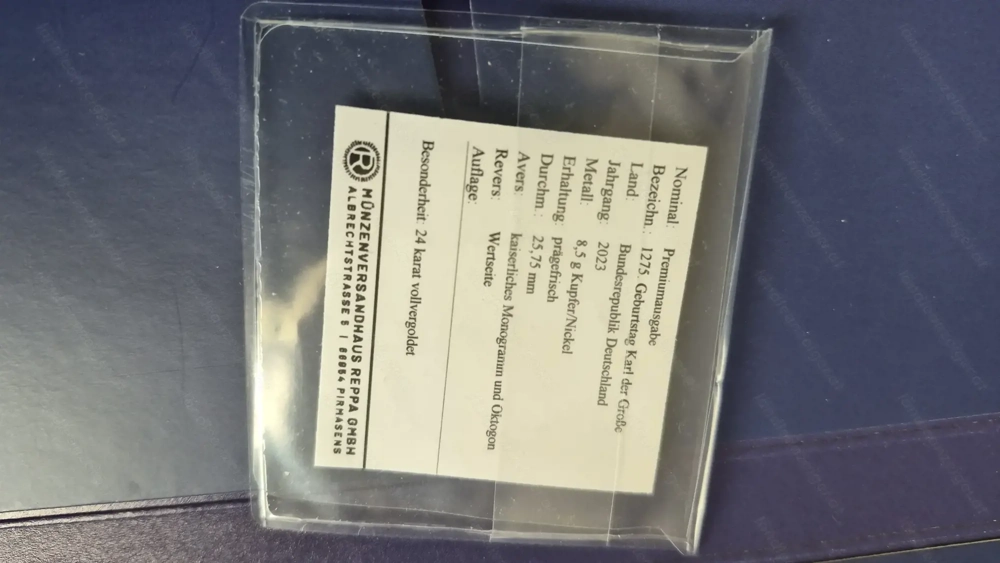 Nominal: Premiumausgabe
Bezeichn.: 1275. Geburtstag Karl der Große
Land: Bundesrepublik Deutschland
Jahrgang: 2023
Metall: 8,5 g Kupfer/Nickel
Erhaltung: prägefrisch
Durchm.: 25,75 mm
Avers: kaiserliches Monogramm und Oktogon
Revers: Wertseite
Auflage:
Besonderheit: 24 karat vollvergoldet
R MÜNZENVERSANDHAUS REPPA GMBH
ALBRECHTSTRASSE 5 | 66954 PIRMASENS